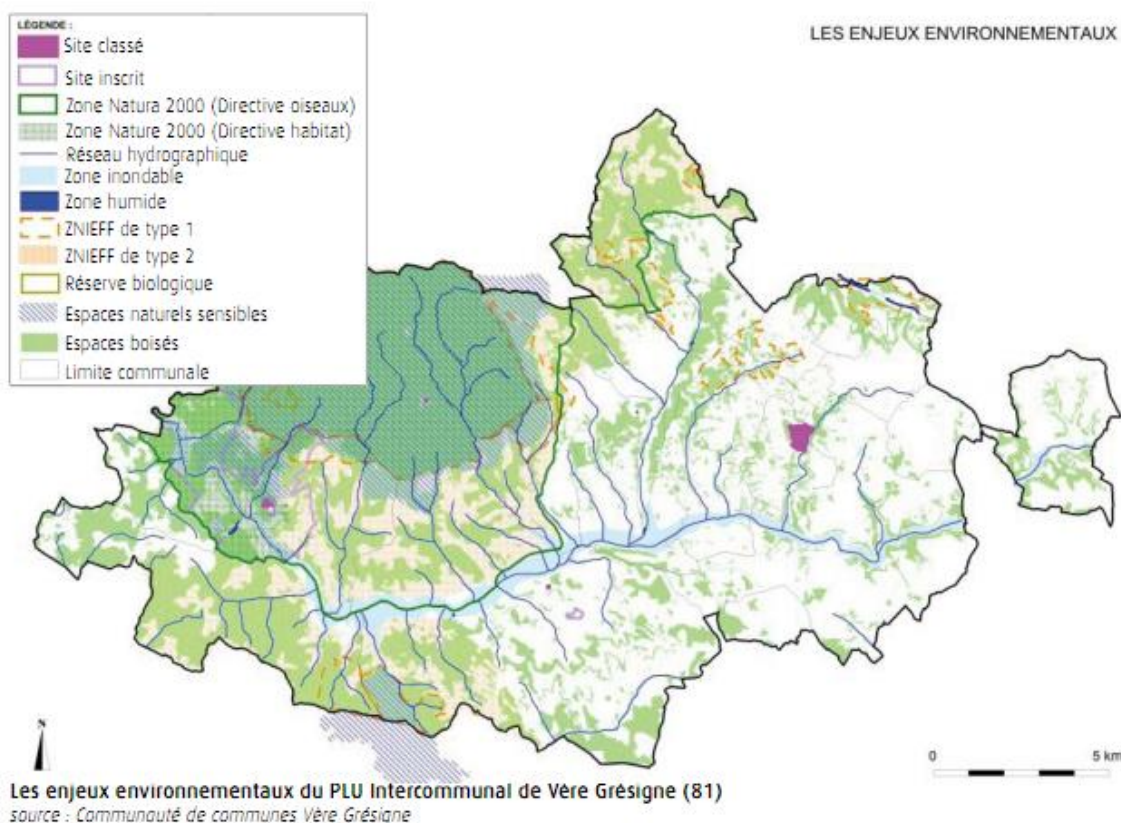 LÉGENDE :
Site classé
Site inscrit
Zone Natura 2000 (Directive oiseaux)
Zone Nature 2000 (Directive habitat)
Réseau hydrographique
Zone inondable
Zone humide
ZNIEFF de type 1
ZNIEFF de type 2
Réserve biologique
Espaces naturels sensibles
Espaces boisés
Limite communale
LES ENJEUX ENVIRONNEMENTAUX
N
0 5 km
Les enjeux environnementaux du PLU Intercommunal de Vère Grésigne (81)
source : Communauté de communes Vère Grésigne